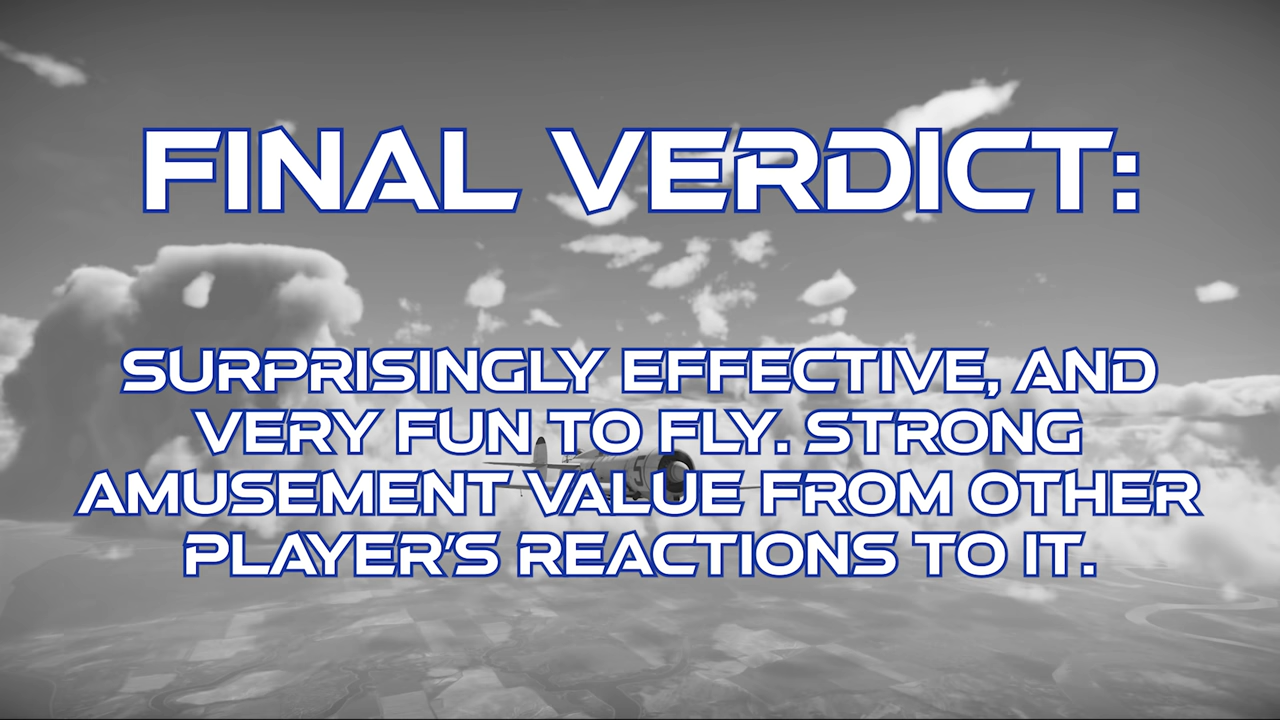 FINAL VERDICT:
SURPRISINGLY EFFECTIVE, AND
VERY FUN TO FLY. STRONG
AMUSEMENT VALUE FROM OTHER
PLAYER'S REACTIONS TO IT.